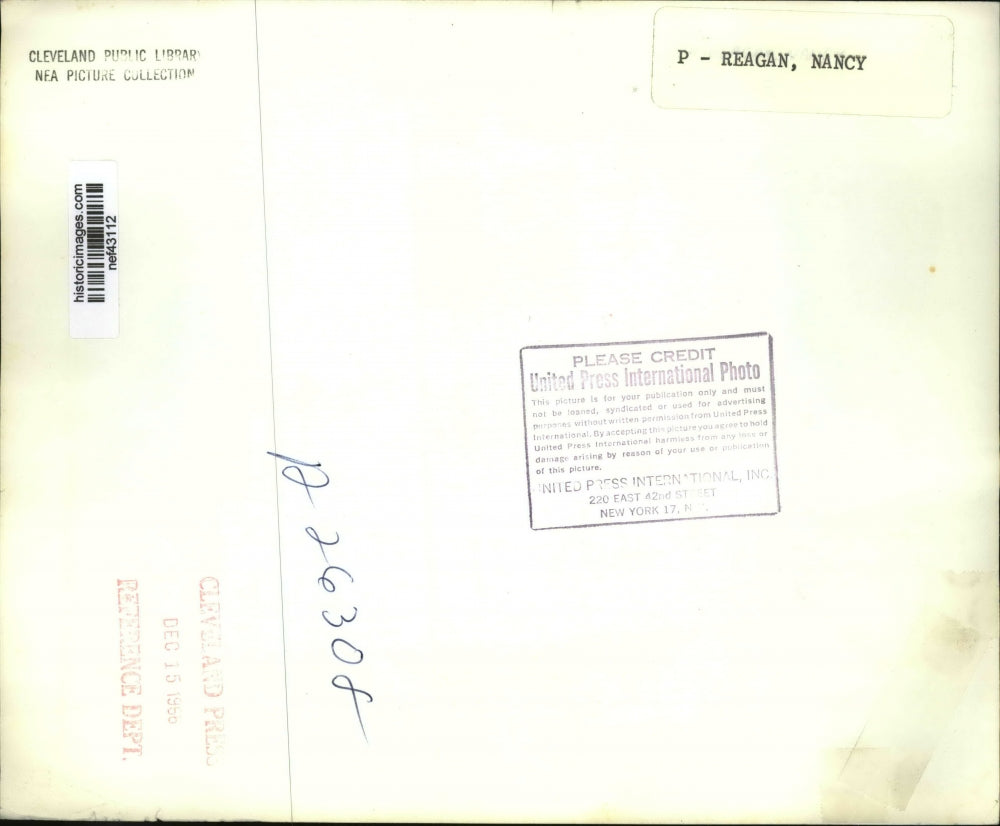 CLEVELAND PUBLIC LIBRARY
NEA PICTURE COLLECTION
P - REAGAN, NANCY
historicimages.com
nef43112
PLEASE CREDIT
United Press International Photo
This picture is for your publication only and must
not be loaned, syndicated or used for advertising
purposes without written permission from United Press
International. By accepting this picture you agree to hold
United Press International harmless from any loss or
damage arising by reason of your use or publication
of this picture.
UNITED PRESS INTERNATIONAL, INC.
220 EAST 42nd STREET
NEW YORK 17, N.Y.
26308
CLEVELAND PRESS
DEC 15 1966
REFERENCE DEPT.